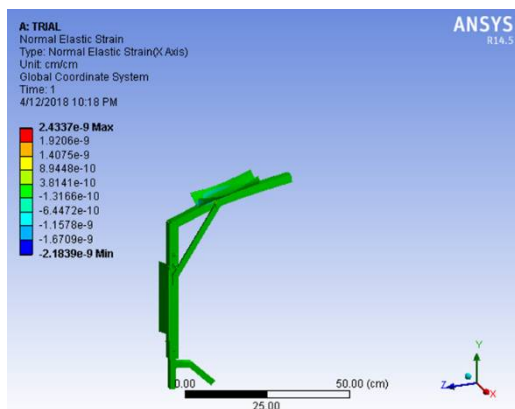 A: TRIAL
Normal Elastic Strain
Type: Normal Elastic Strain(X Axis)
Unit: cm/cm
Global Coordinate System
Time: 1
4/12/2018 10:18 PM
2.4337e-9 Max
1.9206e-9
1.4075e-9
8.9448e-10
3.8141e-10
-1.3166e-10
-6.4472e-10
-1.1578e-9
-1.6709e-9
-2.1839e-9 Min
ANSYS
R14.5
0.00
50.00 (cm)
25.00
Y
Z
X